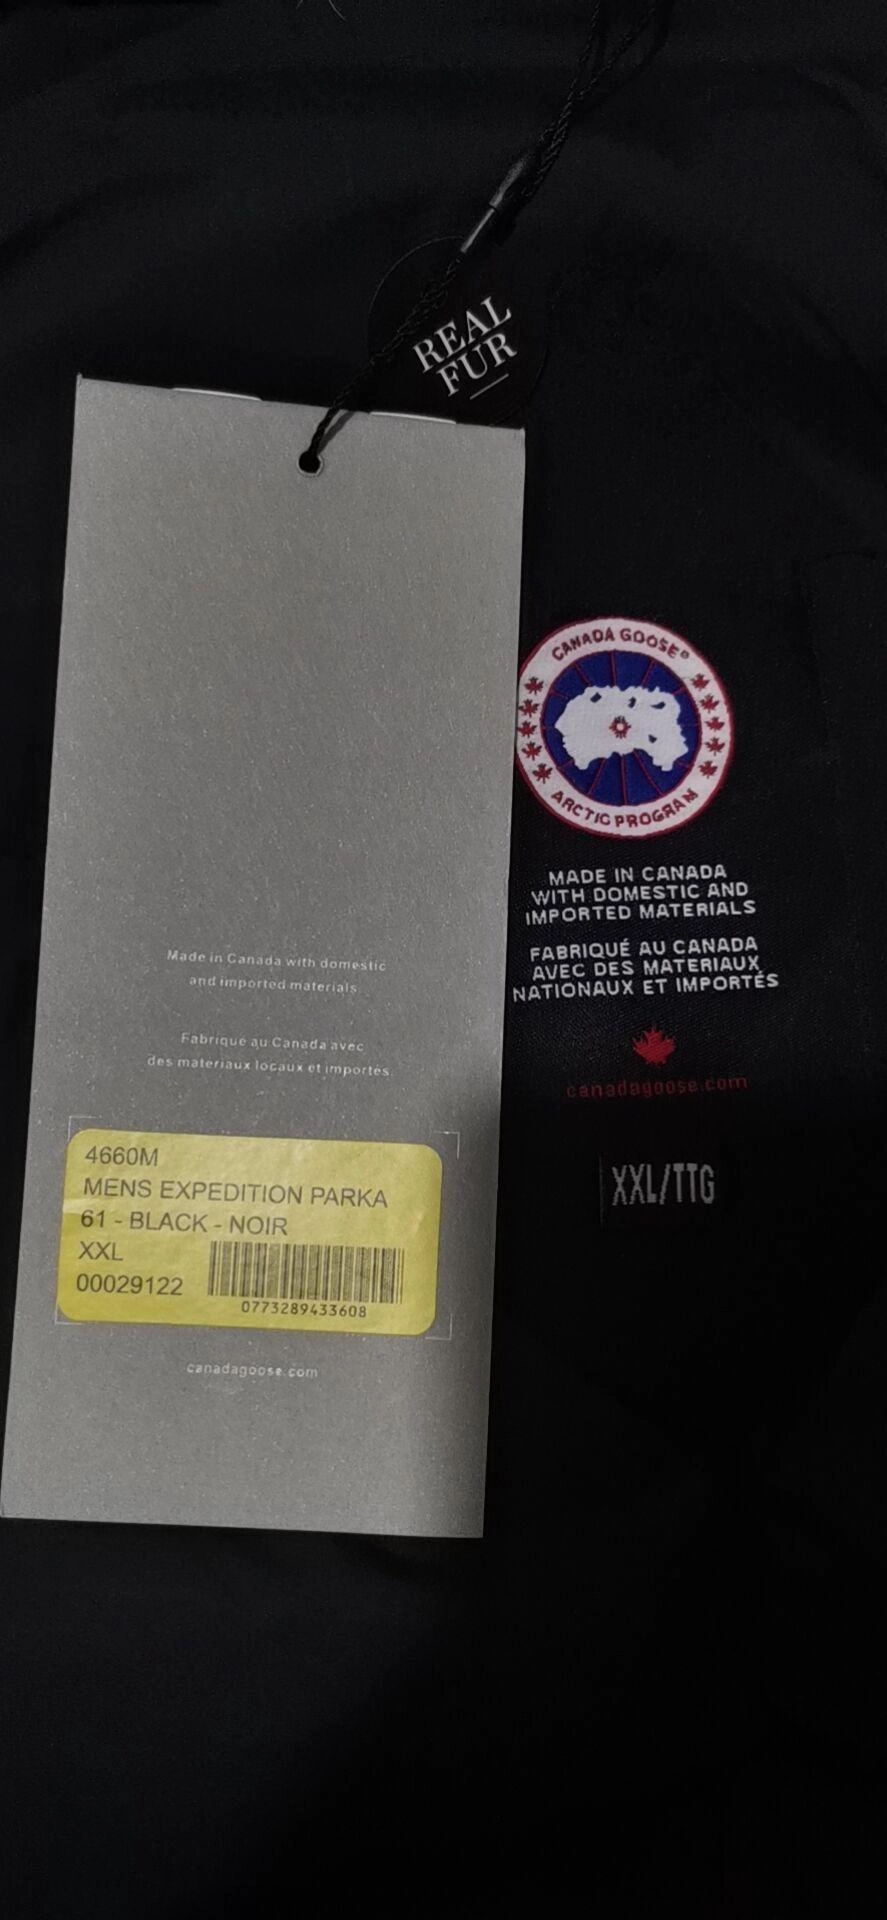 REAL
FUR
CANADA GOOSE®
ARCTIC PROGRAM
MADE IN CANADA
WITH DOMESTIC AND
IMPORTED MATERIALS
FABRIQUÉ AU CANADA
AVEC DES MATERIAUX
NATIONAUX ET IMPORTÉS
canadagoose.com
XXL/TTG
Made in Canada with domestic
and imported materials.
Fabriqué au Canada avec
des materiaux locaux et importés.
4660M
MENS EXPEDITION PARKA
61 - BLACK - NOIR
XXL
00029122
0773289433608
canadagoose.com